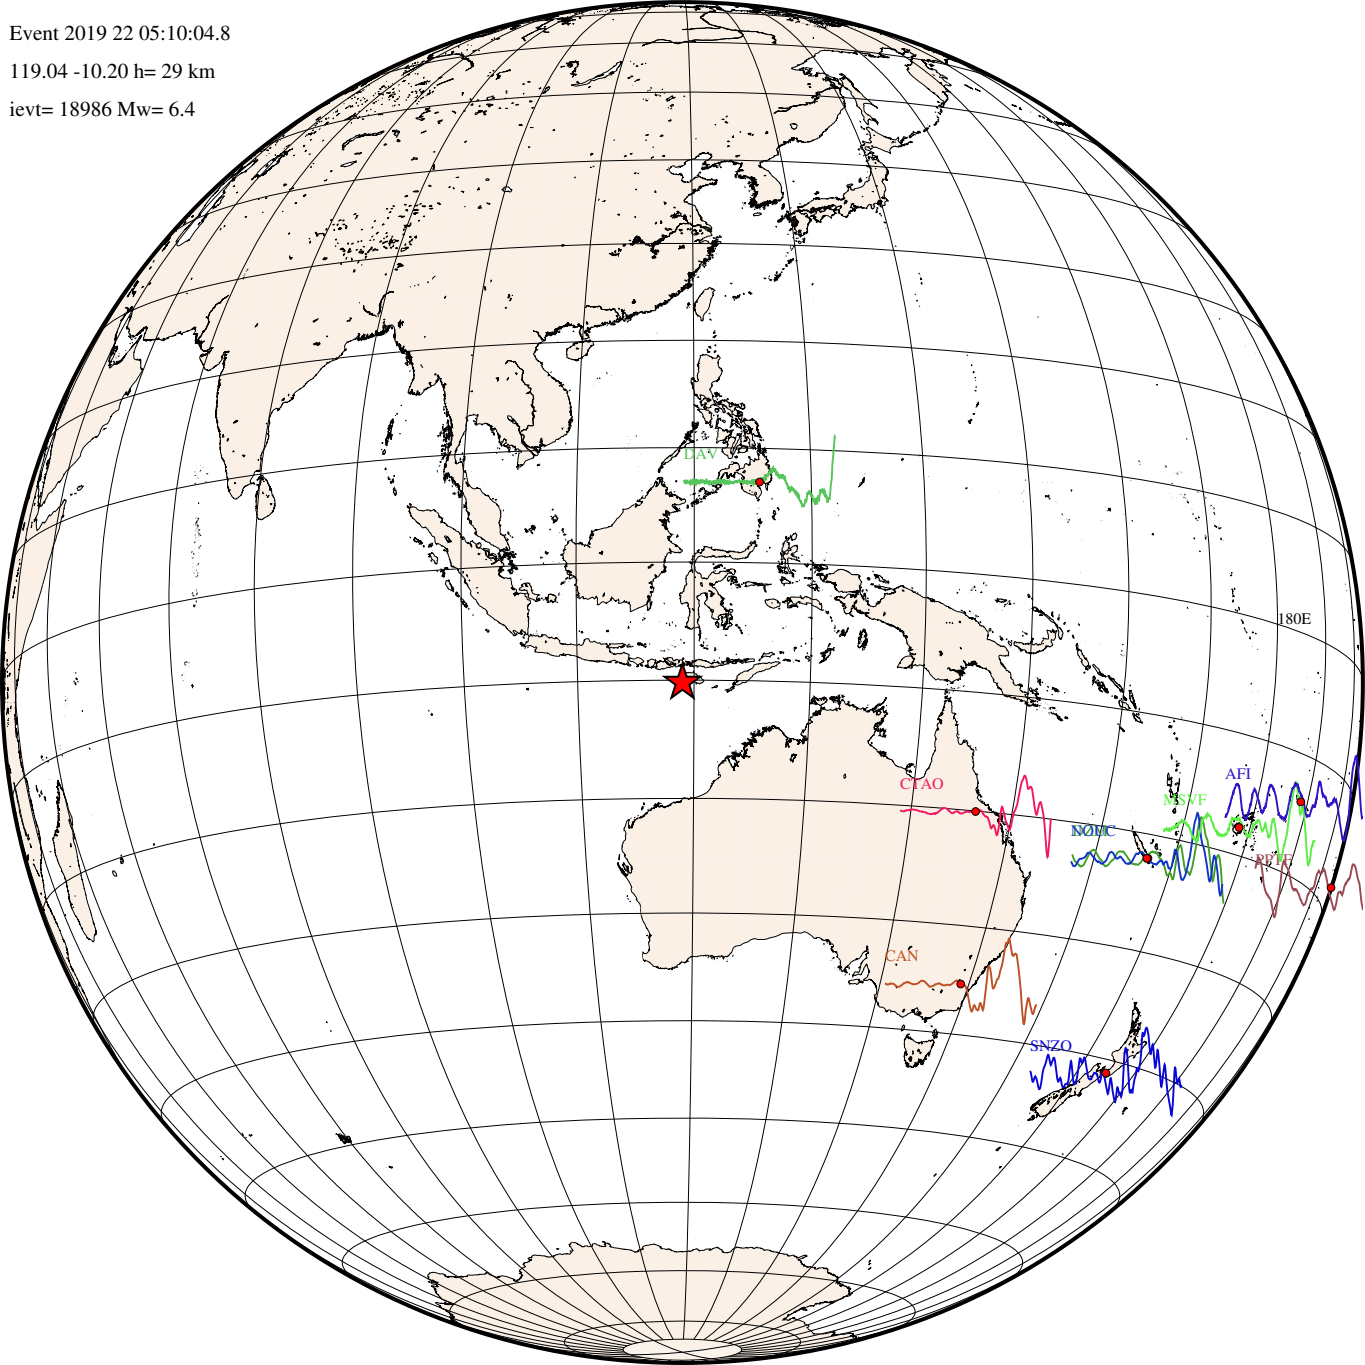 Event 2019 22 05:10:04.8
119.04 -10.20 h= 29 km
ievt= 18986 Mw= 6.4
DAV
180E
AFI
CTAO
MSVF
CAN
SNZO